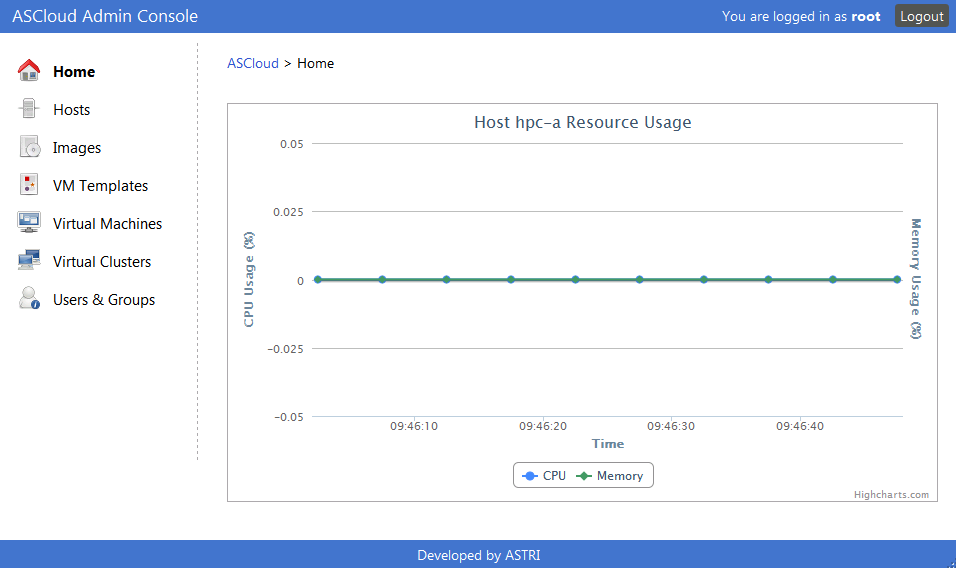 ASCloud Admin Console
You are logged in as root
Logout
Home
Hosts
Images
VM Templates
Virtual Machines
Virtual Clusters
Users & Groups
ASCloud > Home
Host hpc-a Resource Usage
0.05
0.025
0
−0.025
−0.05
CPU Usage (%)
Memory Usage (%)
09:46:10
09:46:20
09:46:30
09:46:40
Time
CPU
Memory
Highcharts.com
Developed by ASTRI